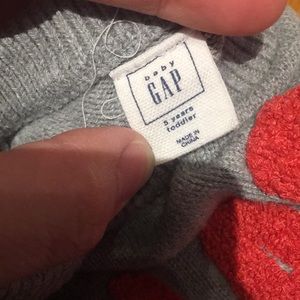 baby
GAP
5 years
toddler
MADE IN
CHINA